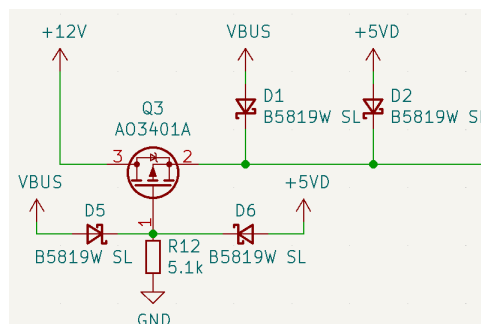 +12V
VBUS
+5VD
Q3
AO3401A
D1
B5819W SL
D2
B5819W SL
3
2
VBUS
+5VD
1
D5
D6
B5819W SL
B5819W SL
R12
5.1k
GND